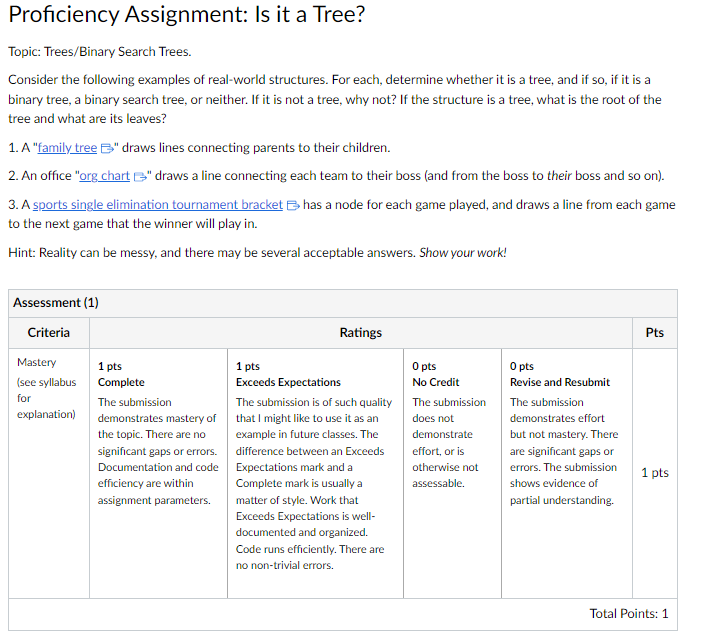 Proficiency Assignment: Is it a Tree?
Topic: Trees/Binary Search Trees.
Consider the following examples of real-world structures. For each, determine whether it is a tree, and if so, if it is a
binary tree, a binary search tree, or neither. If it is not a tree, why not? If the structure is a tree, what is the root of the
tree and what are its leaves?
1. A "family tree" draws lines connecting parents to their children.
2. An office "org chart" draws a line connecting each team to their boss (and from the boss to their boss and so on).
3. A sports single elimination tournament bracket has a node for each game played, and draws a line from each game
to the next game that the winner will play in.
Hint: Reality can be messy, and there may be several acceptable answers. Show your work!
Assessment (1)
Criteria
Ratings
Pts
Mastery
(see syllabus
for
explanation)
1 pts
Complete
The submission
demonstrates mastery of
the topic. There are no
significant gaps or errors.
Documentation and code
efficiency are within
assignment parameters.
1 pts
Exceeds Expectations
The submission is of such quality
that I might like to use it as an
example in future classes. The
difference between an Exceeds
Expectations mark and a
Complete mark is usually a
matter of style. Work that
Exceeds Expectations is well-
documented and organized.
Code runs efficiently. There are
no non-trivial errors.
0 pts
No Credit
The submission
does not
demonstrate
effort, or is
otherwise not
assessable.
0 pts
Revise and Resubmit
The submission
demonstrates effort
but not mastery. There
are significant gaps or
errors. The submission
shows evidence of
partial understanding.
1 pts
Total Points: 1